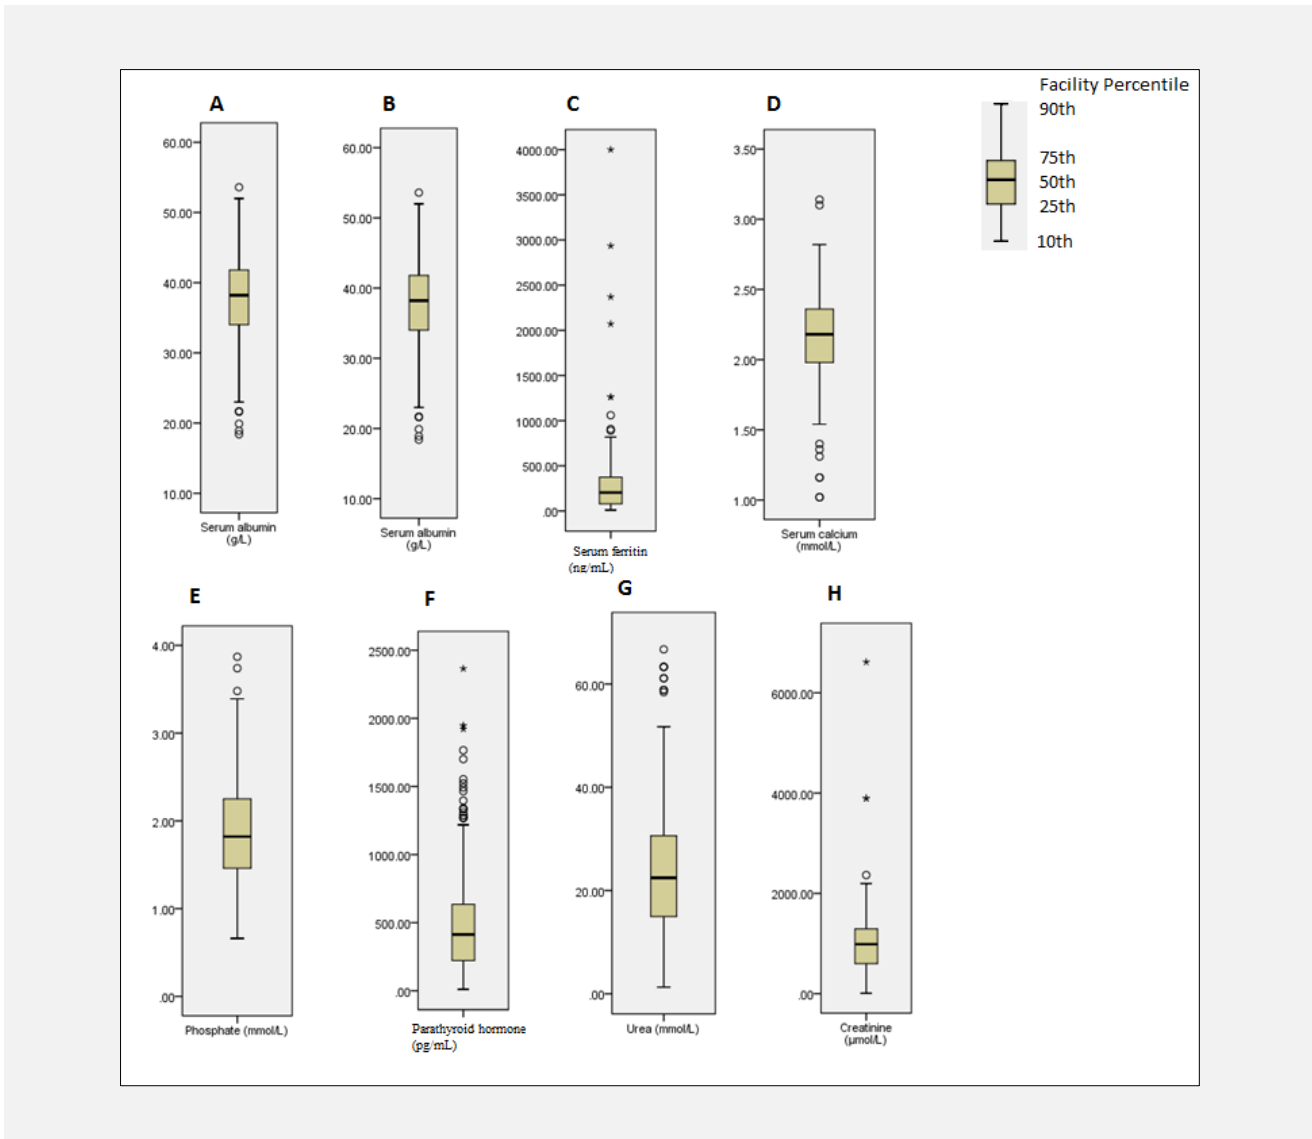 Facility Percentile
90th
75th
50th
25th
10th
A
60.00
50.00
40.00
30.00
20.00
10.00
Serum albumin
(g/L)
B
60.00
50.00
40.00
30.00
20.00
10.00
Serum albumin
(g/L)
C
4000.00
3500.00
3000.00
2500.00
2000.00
1500.00
1000.00
500.00
.00
Serum ferritin
(ng/mL)
D
3.50
3.00
2.50
2.00
1.50
1.00
Serum calcium
(mmol/L)
E
4.00
3.00
2.00
1.00
.00
Phosphate (mmol/L)
F
2500.00
2000.00
1500.00
1000.00
500.00
.00
Parathyroid hormone
(pg/mL)
G
60.00
40.00
20.00
.00
Urea (mmol/L)
H
6000.00
4000.00
2000.00
.00
Creatinine
(µmol/L)